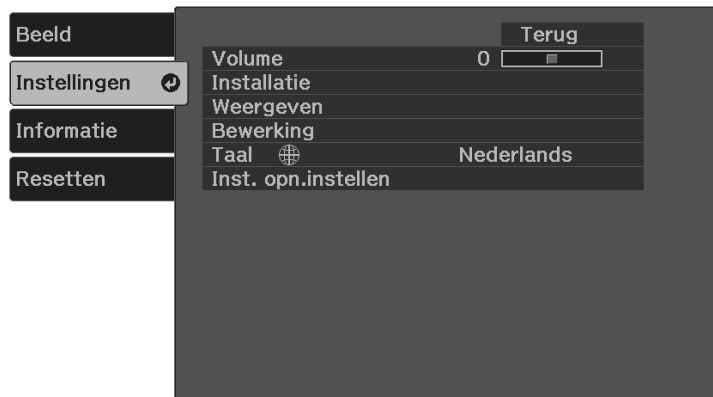 Beeld
Instellingen
Informatie
Resetten
Terug
Volume 0
Installatie
Weergeven
Bewerking
Taal Nederlands
Inst. opn.instellen